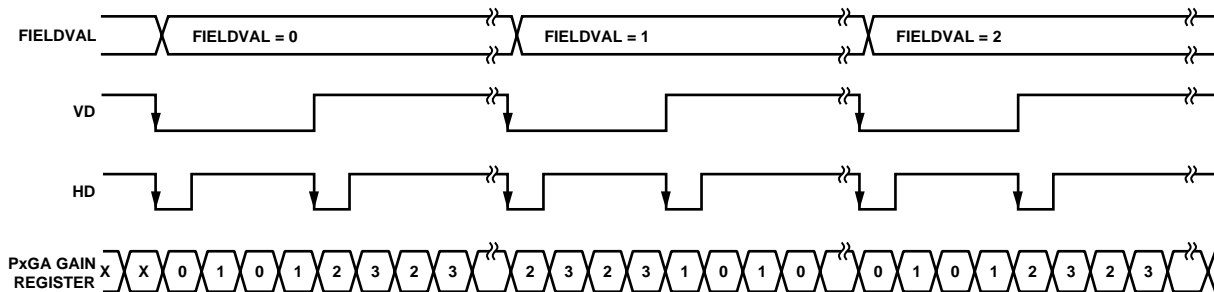 FIELDVAL
FIELDVAL = 0
FIELDVAL = 1
FIELDVAL = 2
VD
HD
PxGA GAIN
REGISTER
X X 0 1 0 1 2 3 2 3 2 3 2 3 1 0 1 0 0 1 0 1 2 3 2 3